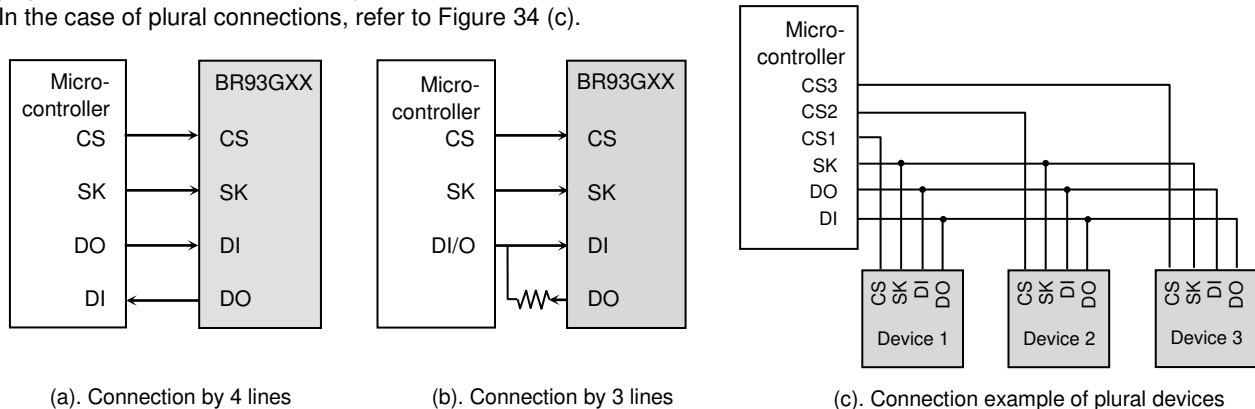 In the case of plural connections, refer to Figure 34 (c).
Micro-
controller
CS
SK
DO
DI
BR93GXX
CS
SK
DI
DO
(a). Connection by 4 lines
Micro-
controller
CS
SK
DI/O
BR93GXX
CS
SK
DI
DO
(b). Connection by 3 lines
Micro-
controller
CS3
CS2
CS1
SK
DO
DI
CS
SK
DI
DO
Device 1
CS
SK
DI
DO
Device 2
CS
SK
DI
DO
Device 3
(c). Connection example of plural devices